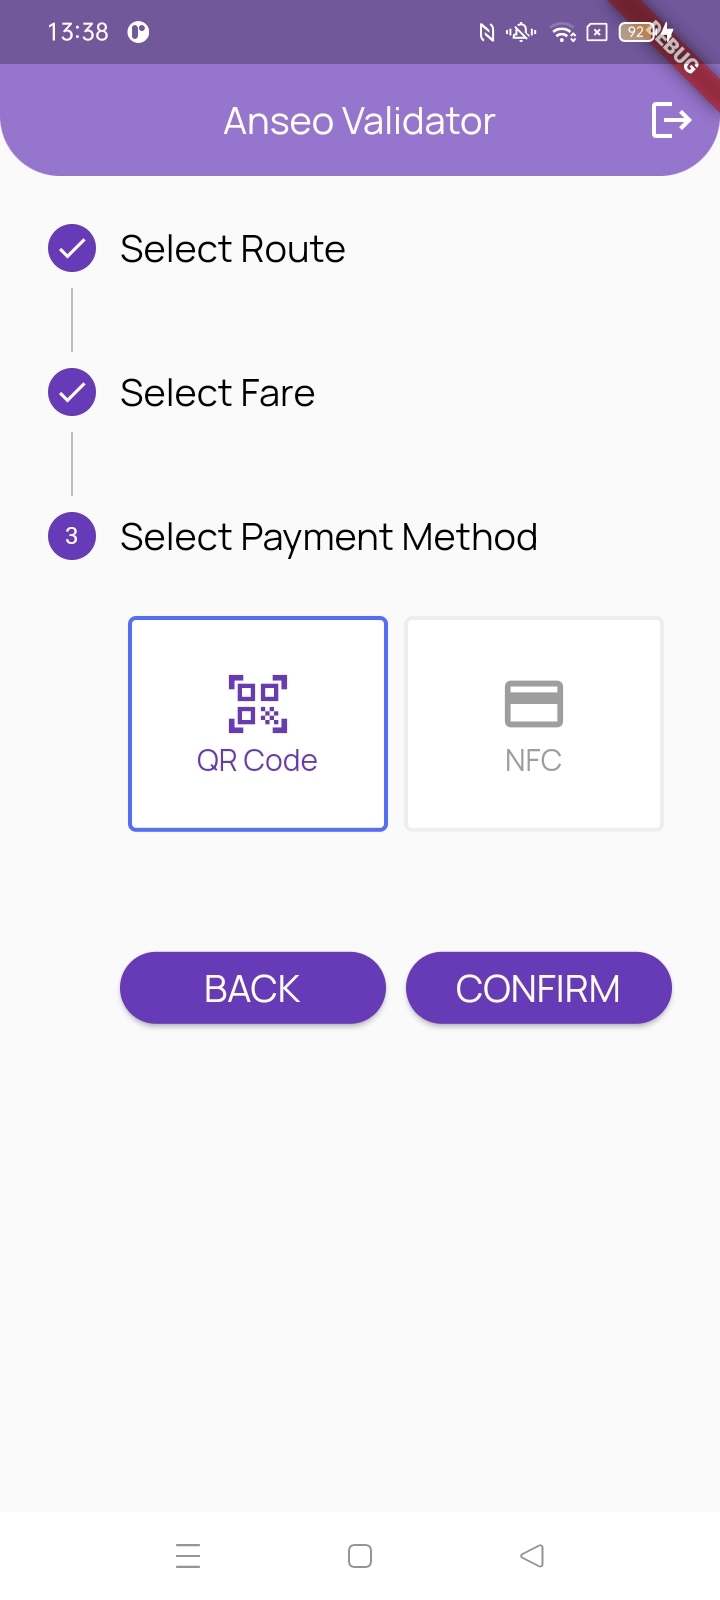 13:38
92
DEBUG
Anseo Validator
Select Route
Select Fare
3
Select Payment Method
QR Code
NFC
BACK
CONFIRM